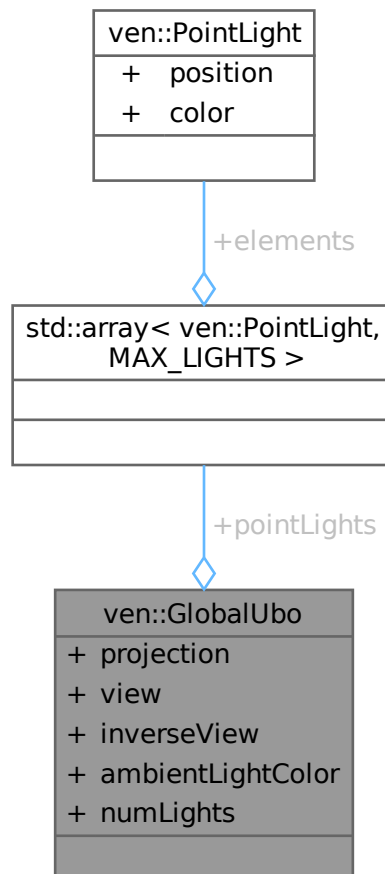 ven::PointLight
+ position
+ color
+elements
std::array< ven::PointLight,
MAX_LIGHTS >
+pointLights
ven::GlobalUbo
+ projection
+ view
+ inverseView
+ ambientLightColor
+ numLights